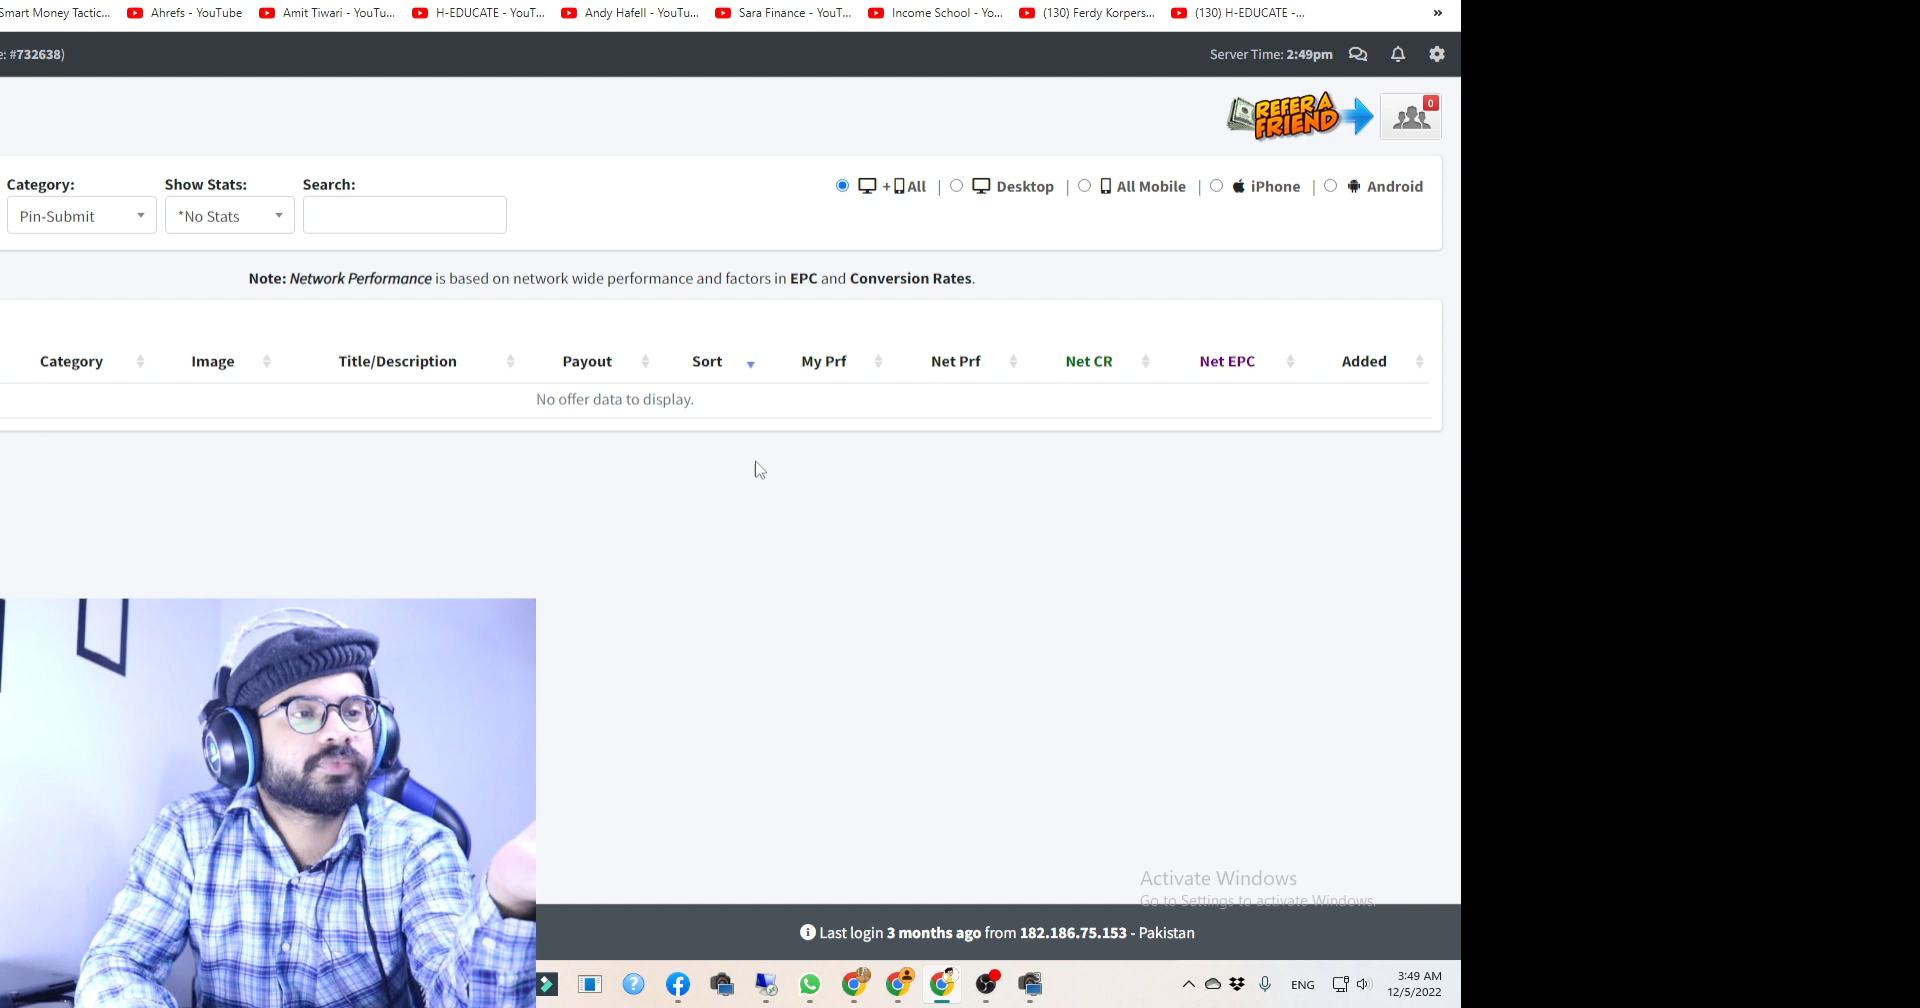 Smart Money Tactic... Ahrefs - YouTube Amit Tiwari - YouTu... H-EDUCATE - YouT... Andy Hafell - YouTu... Sara Finance - YouT... Income School - Yo... (130) Ferdy Korpers... (130) H-EDUCATE -... »
e: #732638) Server Time: 2:49pm
REFER A FRIEND 0
Category: Show Stats: Search:
+ All | Desktop | All Mobile | iPhone | Android
Pin-Submit *No Stats
Note: Network Performance is based on network wide performance and factors in EPC and Conversion Rates.
Category Image Title/Description Payout Sort My Prf Net Prf Net CR Net EPC Added
No offer data to display.
Activate Windows
Go to Settings to activate Windows.
Last login 3 months ago from 182.186.75.153 - Pakistan
ENG 3:49 AM
12/5/2022